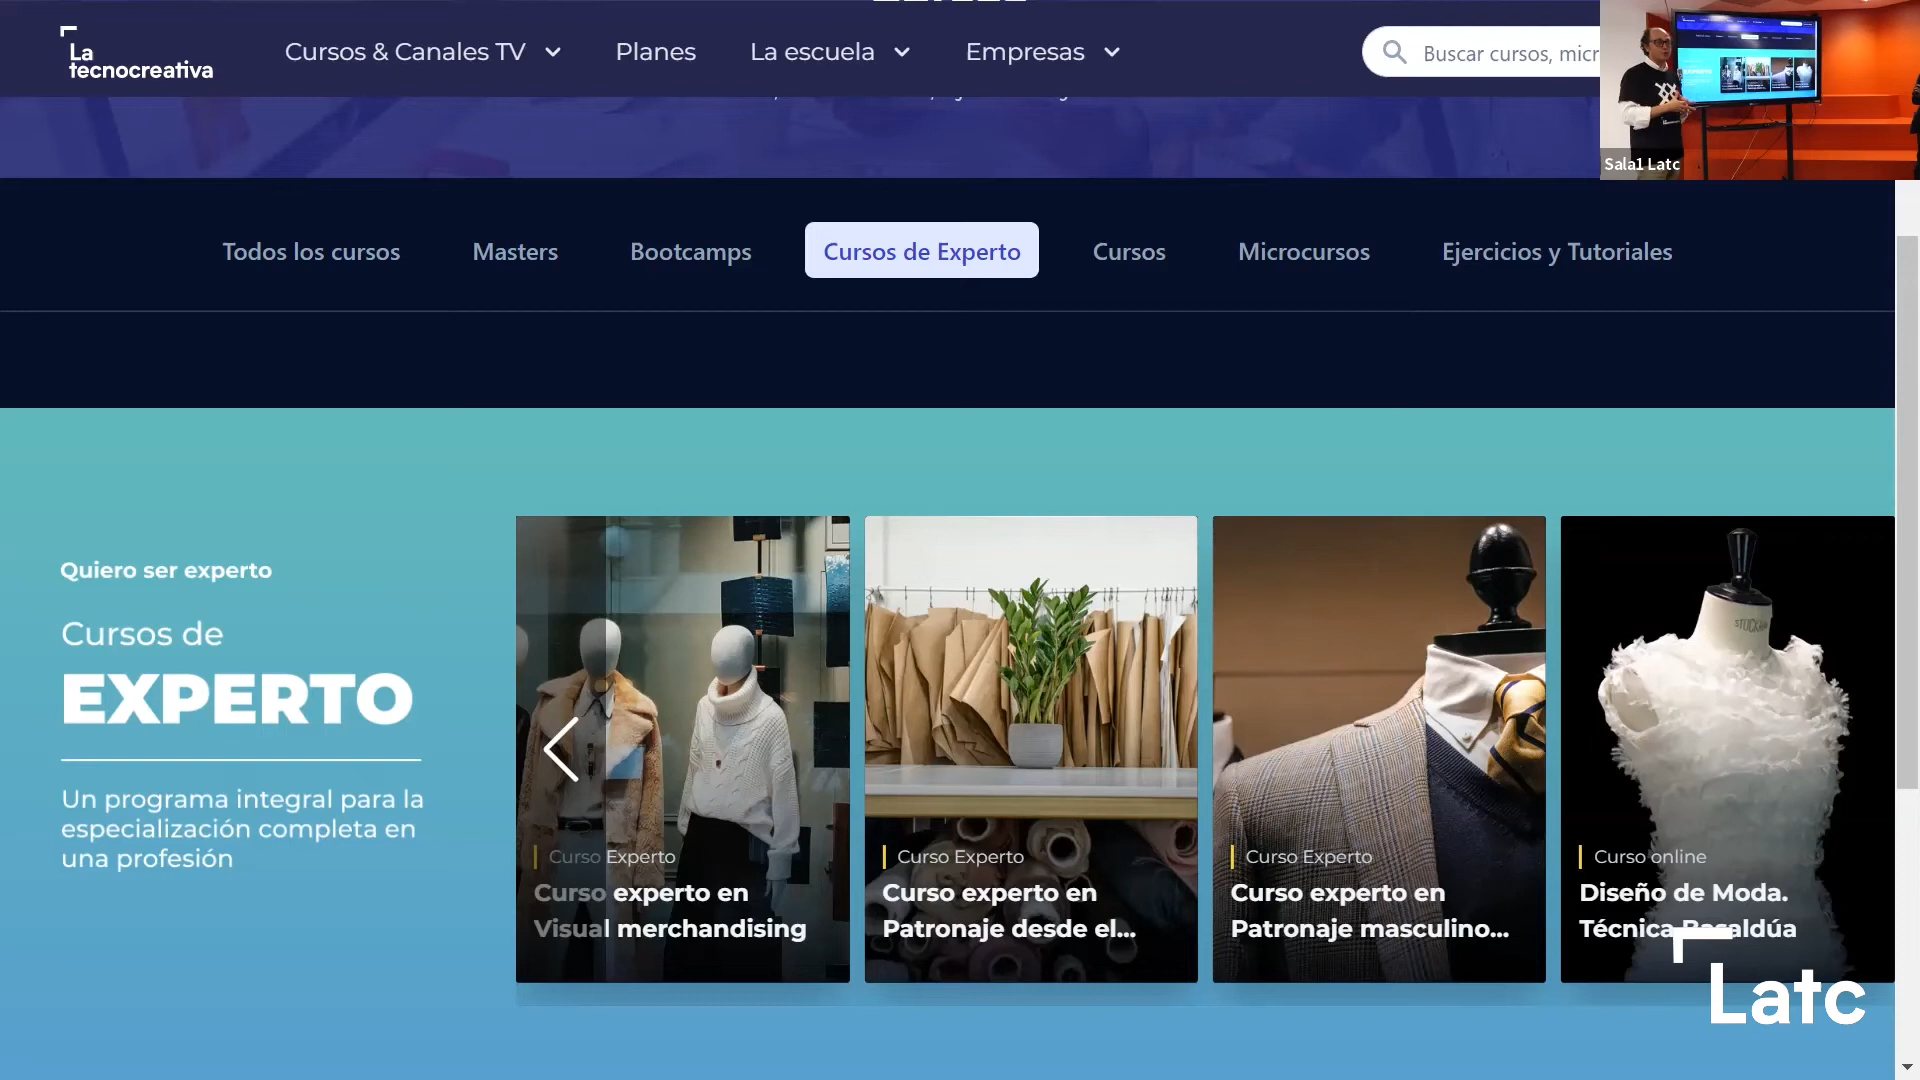 La
tecnocreativa
Cursos & Canales TV
Planes
La escuela
Empresas
Buscar cursos, micr
Sala1 Latc
Todos los cursos
Masters
Bootcamps
Cursos de Experto
Cursos
Microcursos
Ejercicios y Tutoriales
Quiero ser experto
Cursos de
EXPERTO
Un programa integral para la
especialización completa en
una profesión
Curso Experto
Curso experto en
Visual merchandising
Curso Experto
Curso experto en
Patronaje desde el...
Curso Experto
Curso experto en
Patronaje masculino...
Curso online
Diseño de Moda.
Técnica Basaldúa
Latc